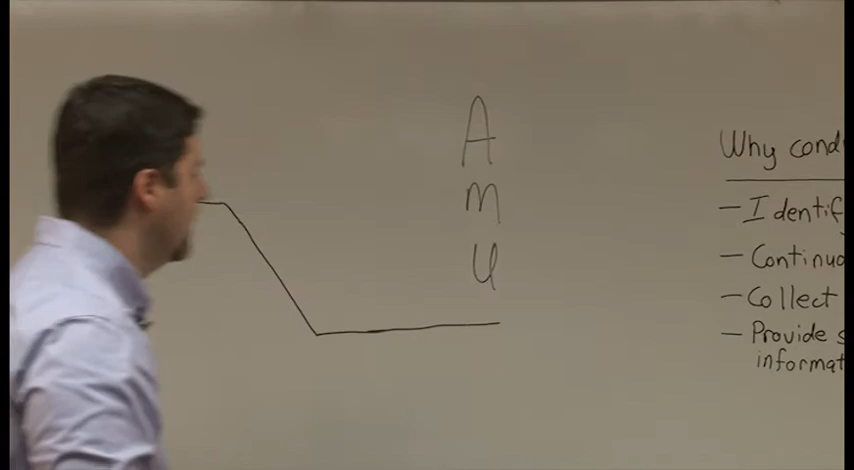 A
M
U
Why cond
- Identif
- Continuo
- Collect
- Provide s
informat